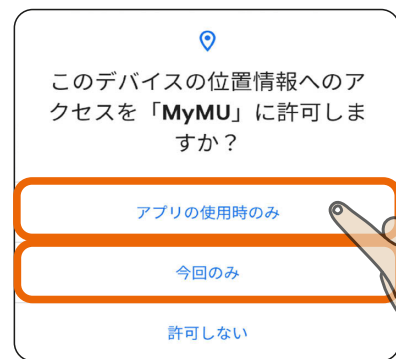 このデバイスの位置情報へのア
クセスを「MyMU」に許可しま
すか？
アプリの使用時のみ
今回のみ
許可しない